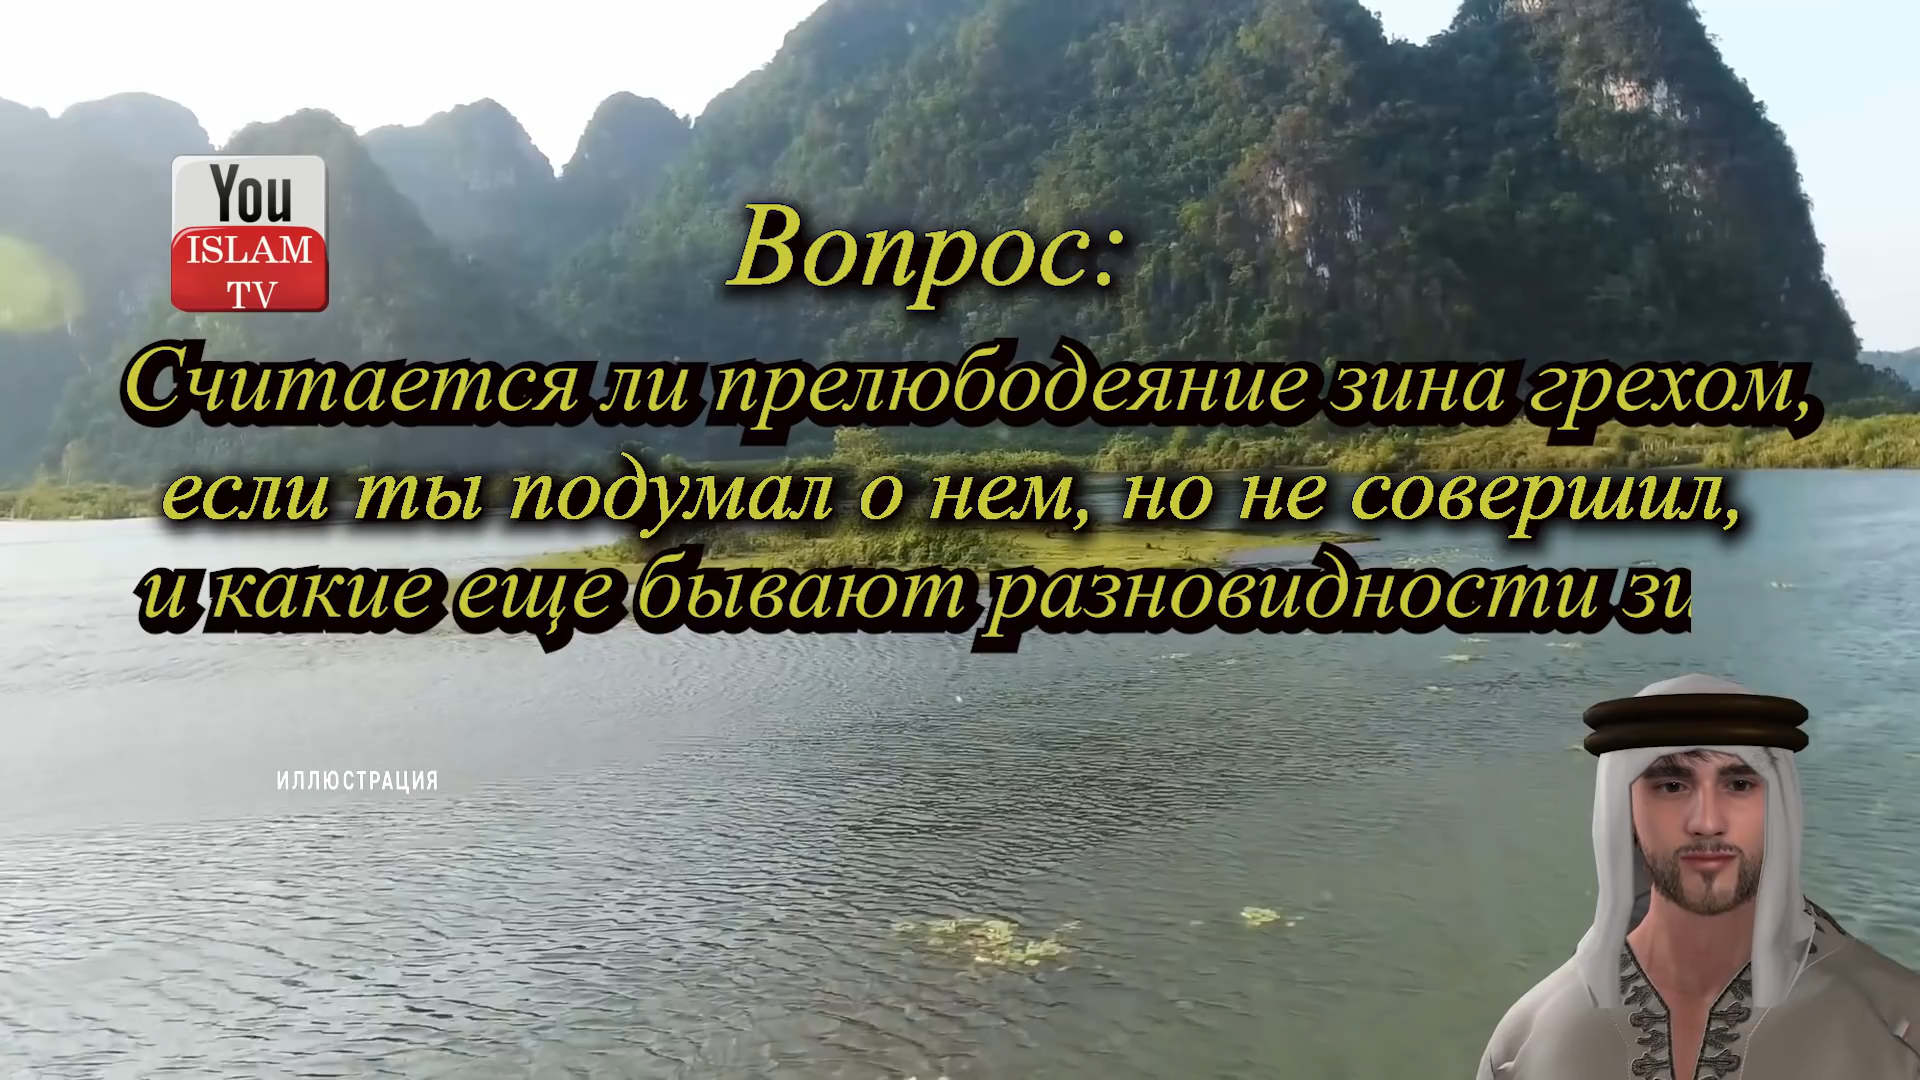 You
ISLAM
TV
Вопрос:
Считается ли прелюбодеяние зина грехом,
если ты подумал о нем, но не совершил,
и какие еще бывают разновидности зи
ИЛЛЮСТРАЦИЯ